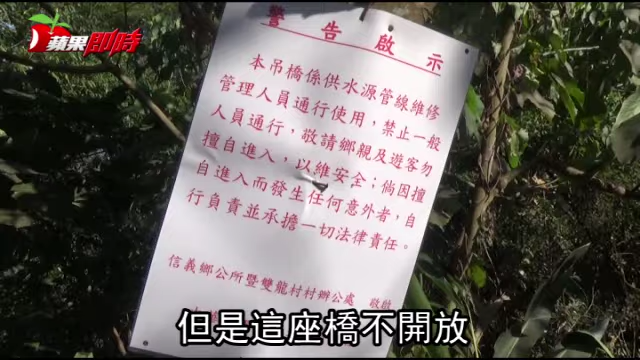 蘋果即時
警告啟示
本吊橋係供水源管線維修
管理人員通行使用，禁止一般
人員通行，敬請鄉親及遊客勿
擅自進入，以維安全；倘因擅
自進入而發生任何意外者，自
行負責並承擔一切法律責任。
信義鄉公所暨雙龍村村辦公處 敬啟
但是這座橋不開放